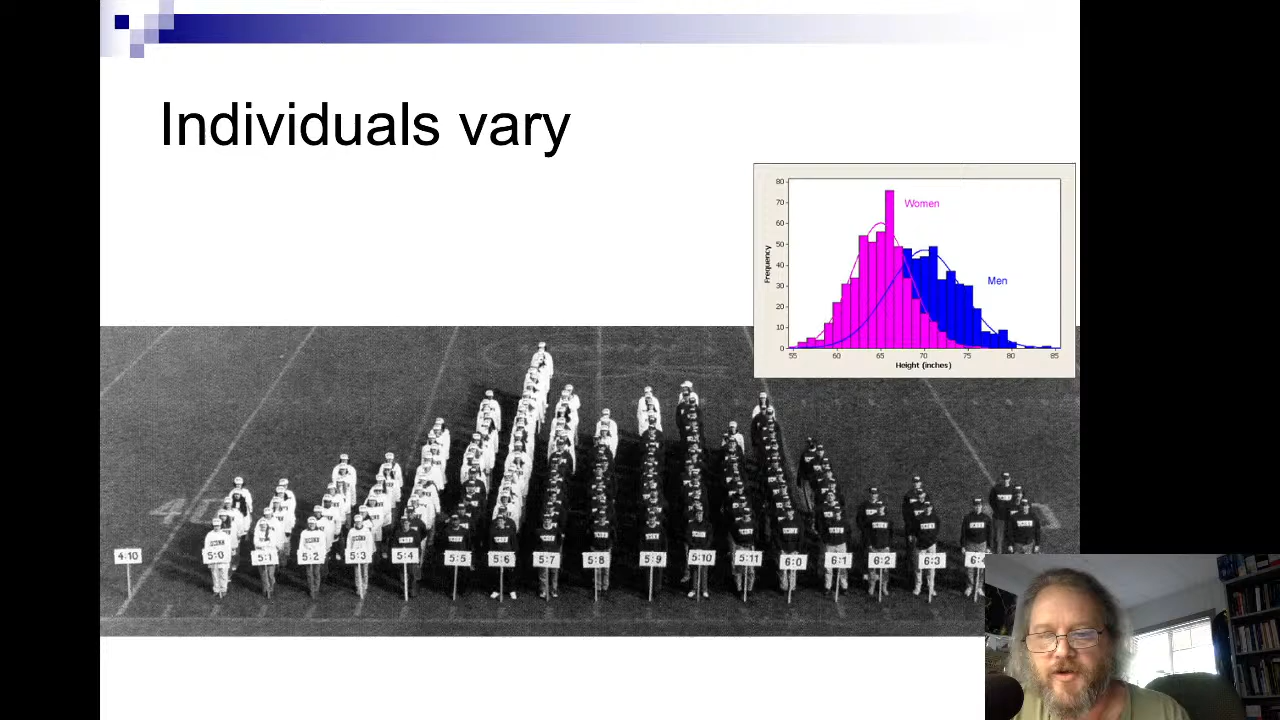 Individuals vary
80
70
60
50
40
30
20
10
0
Frequency
Women
Men
55 60 65 70 75 80 85
Height (inches)
4:10 5:0 5:1 5:2 5:3 5:4 5:5 5:6 5:7 5:8 5:9 5:10 5:11 6:0 6:1 6:2 6:3